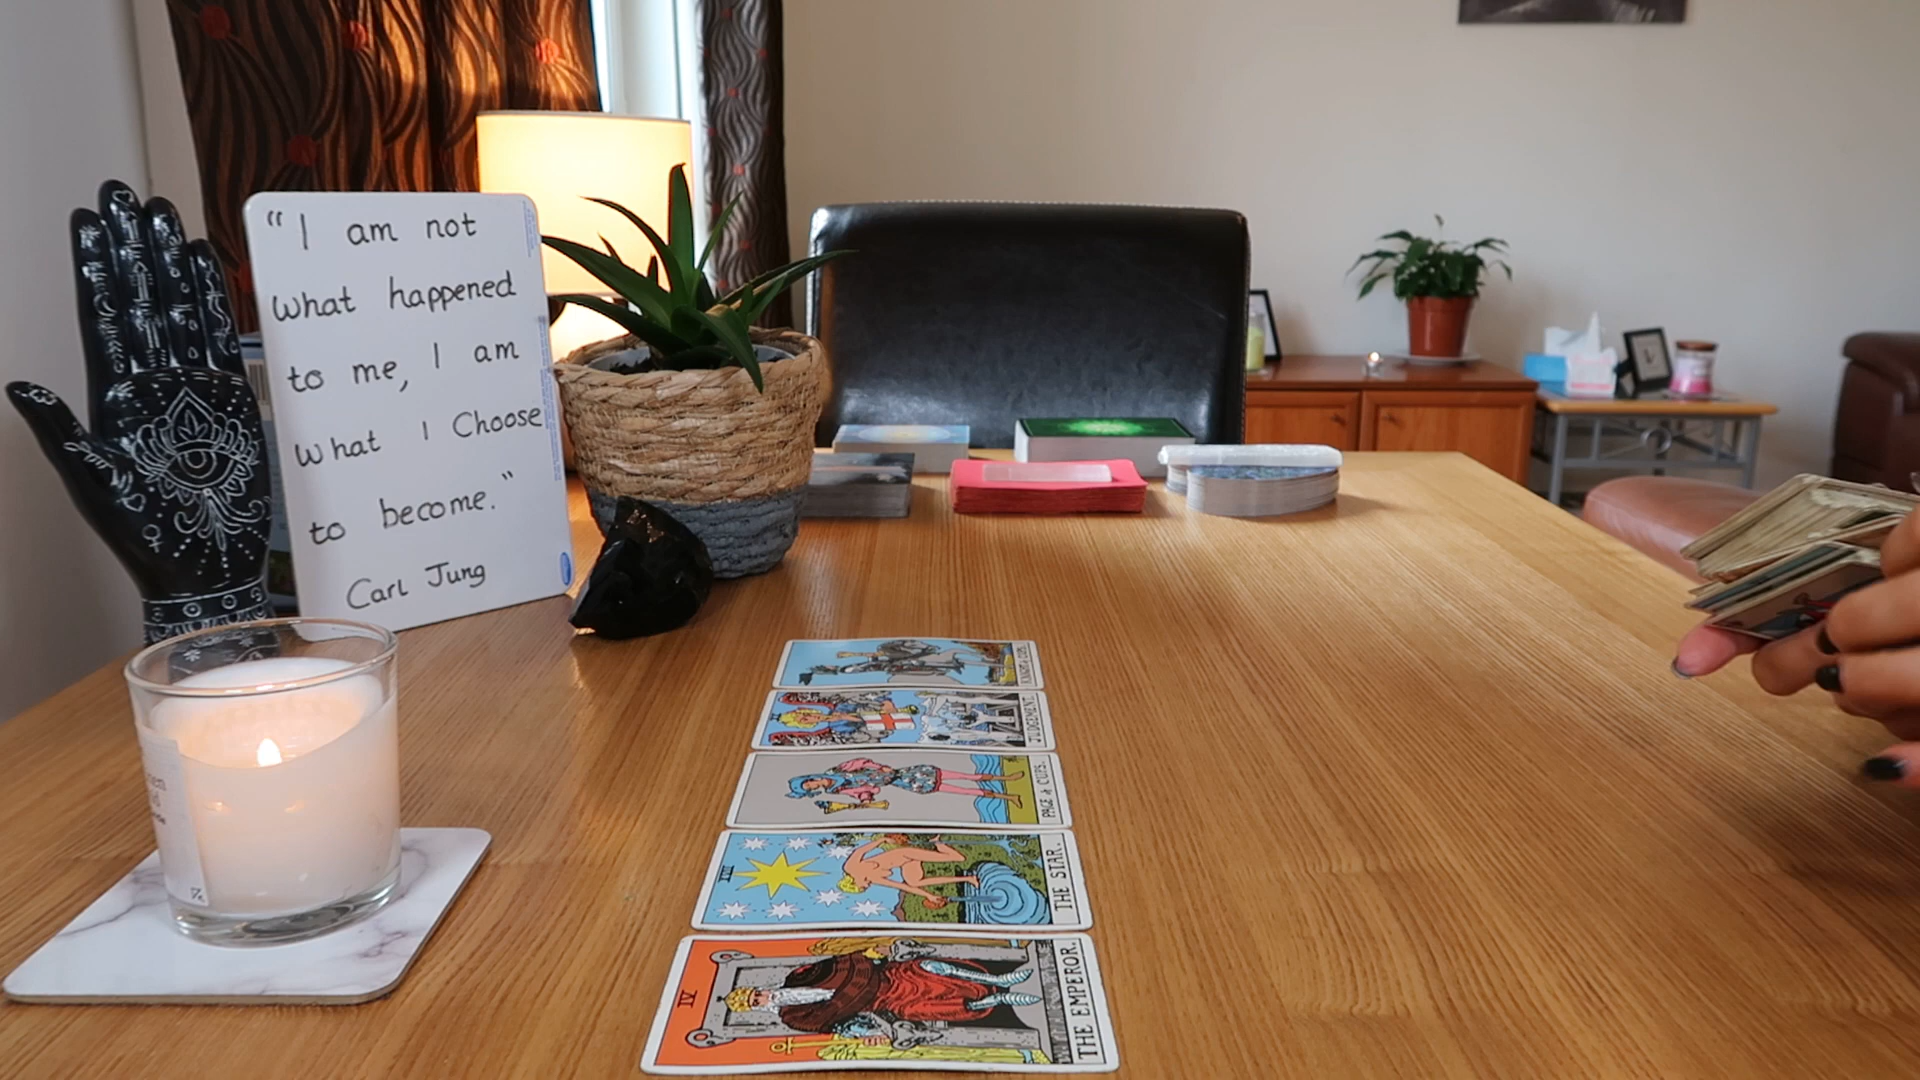 “I am not
What happened
to me, I am
What I Choose
to become.”
Carl Jung
KNIGHT of CUPS.
JUDGEMENT.
PAGE of CUPS.
XVII
THE STAR.
IV
THE EMPEROR.